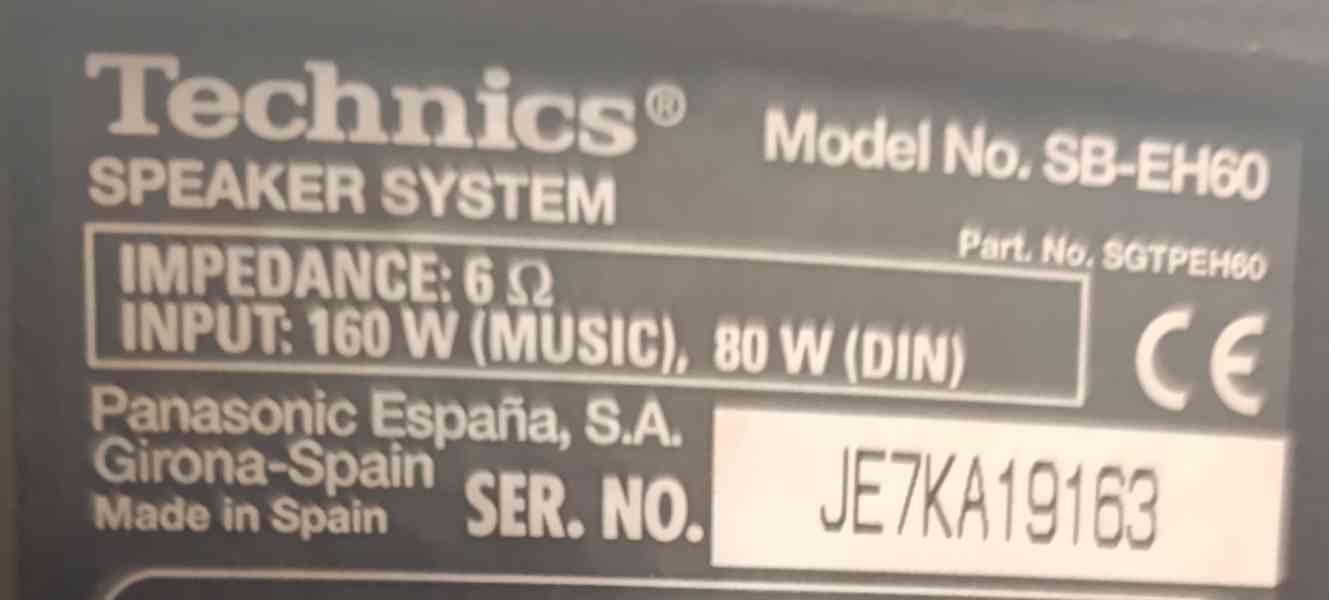 Technics®
Model No. SB-EH60
SPEAKER SYSTEM
Part. No. SGTPEH60
IMPEDANCE: 6 Ω
INPUT: 160 W (MUSIC), 80 W (DIN)
CE
Panasonic España, S.A.
Girona-Spain
Made in Spain
SER. NO. JE7KA19163